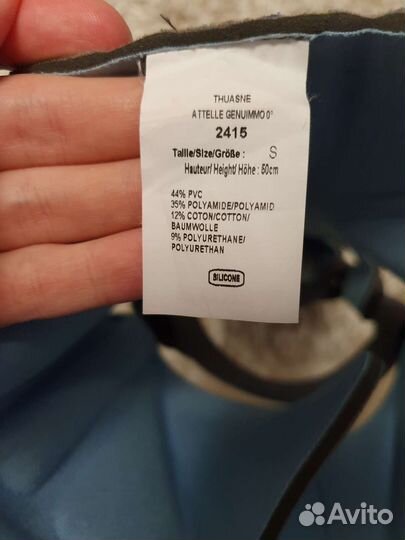 THUASNE
ATTELLE GENUIMMO 0°
2415
Taille/Size/Größe : S
Hauteur/ Height/ Höhe : 50cm
44% PVC
35% POLYAMIDE/POLYAMID
12% COTON/COTTON/
BAUMWOLLE
9% POLYURETHANE/
POLYURETHAN
SILICONE
Avito